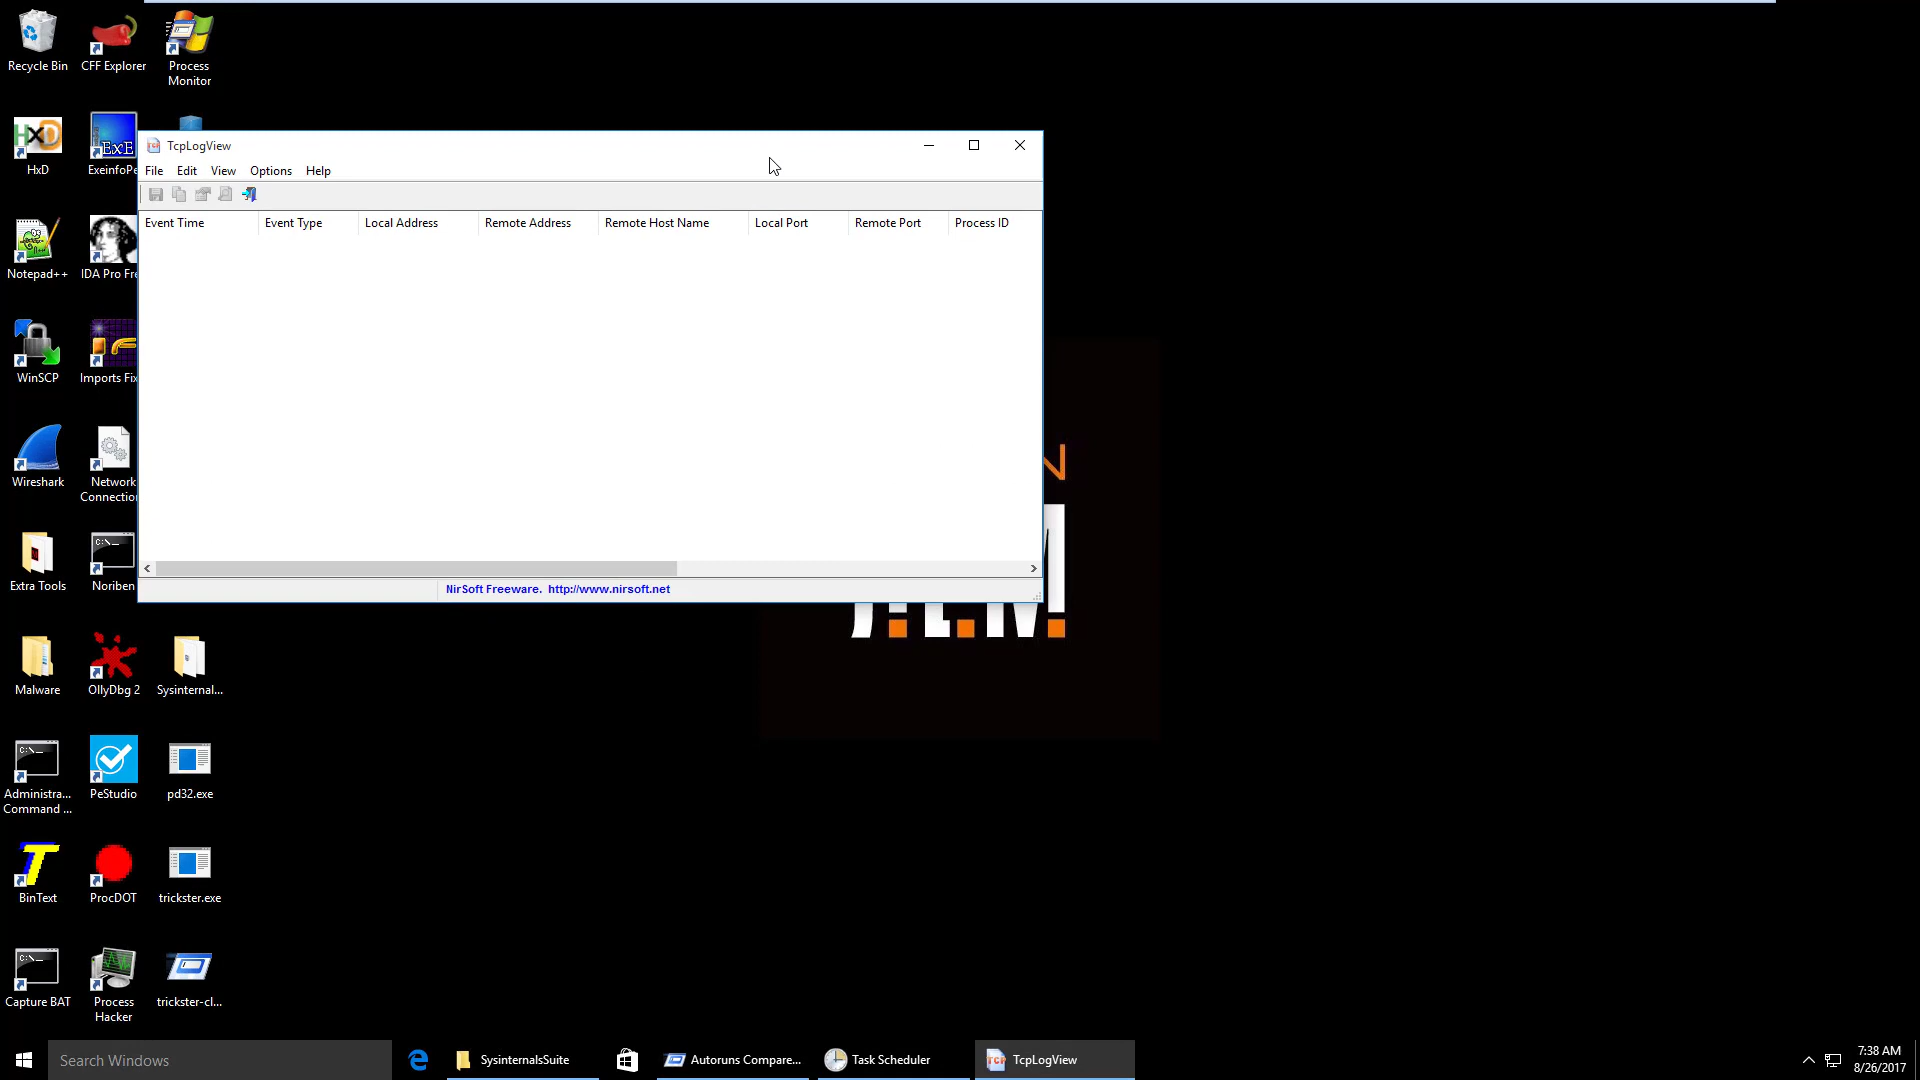 Recycle Bin
CFF Explorer
Process
Monitor
HxD
ExeinfoPe
Notepad++
IDA Pro Fre
WinSCP
Imports Fix
Wireshark
Network
Connection
Extra Tools
Noriben
Malware
OllyDbg 2
Sysinternal...
Administra...
Command ...
PeStudio
pd32.exe
BinText
ProcDOT
trickster.exe
Capture BAT
Process
Hacker
trickster-cl...
TcpLogView
File Edit View Options Help
Event Time Event Type Local Address Remote Address Remote Host Name Local Port Remote Port Process ID
NirSoft Freeware. http://www.nirsoft.net
Search Windows
SysinternalsSuite
Autoruns Compare...
Task Scheduler
TcpLogView
7:38 AM
8/26/2017